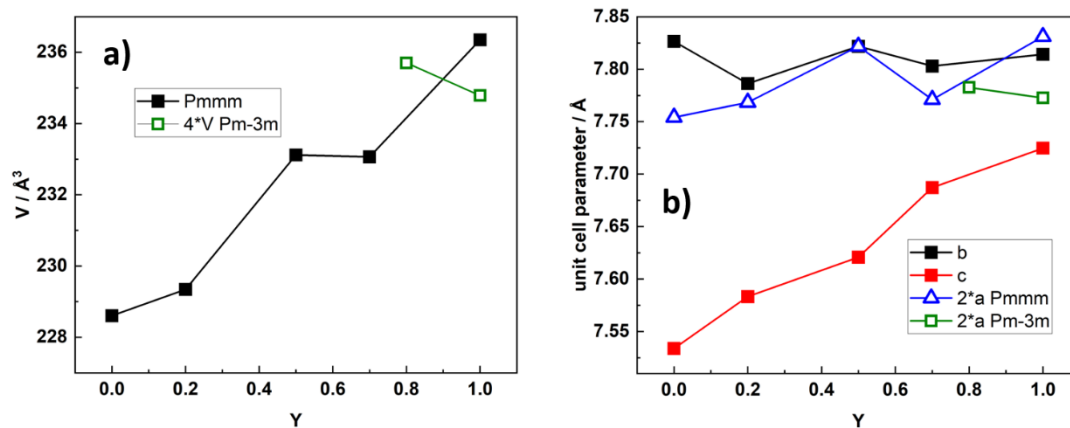 a)
Pmmm
4*V Pm-3m
V / Å³
236
234
232
230
228
0.0 0.2 0.4 0.6 0.8 1.0
Y
b)
b
c
2*a Pmmm
2*a Pm-3m
unit cell parameter / Å
7.85
7.80
7.75
7.70
7.65
7.60
7.55
0.0 0.2 0.4 0.6 0.8 1.0
Y